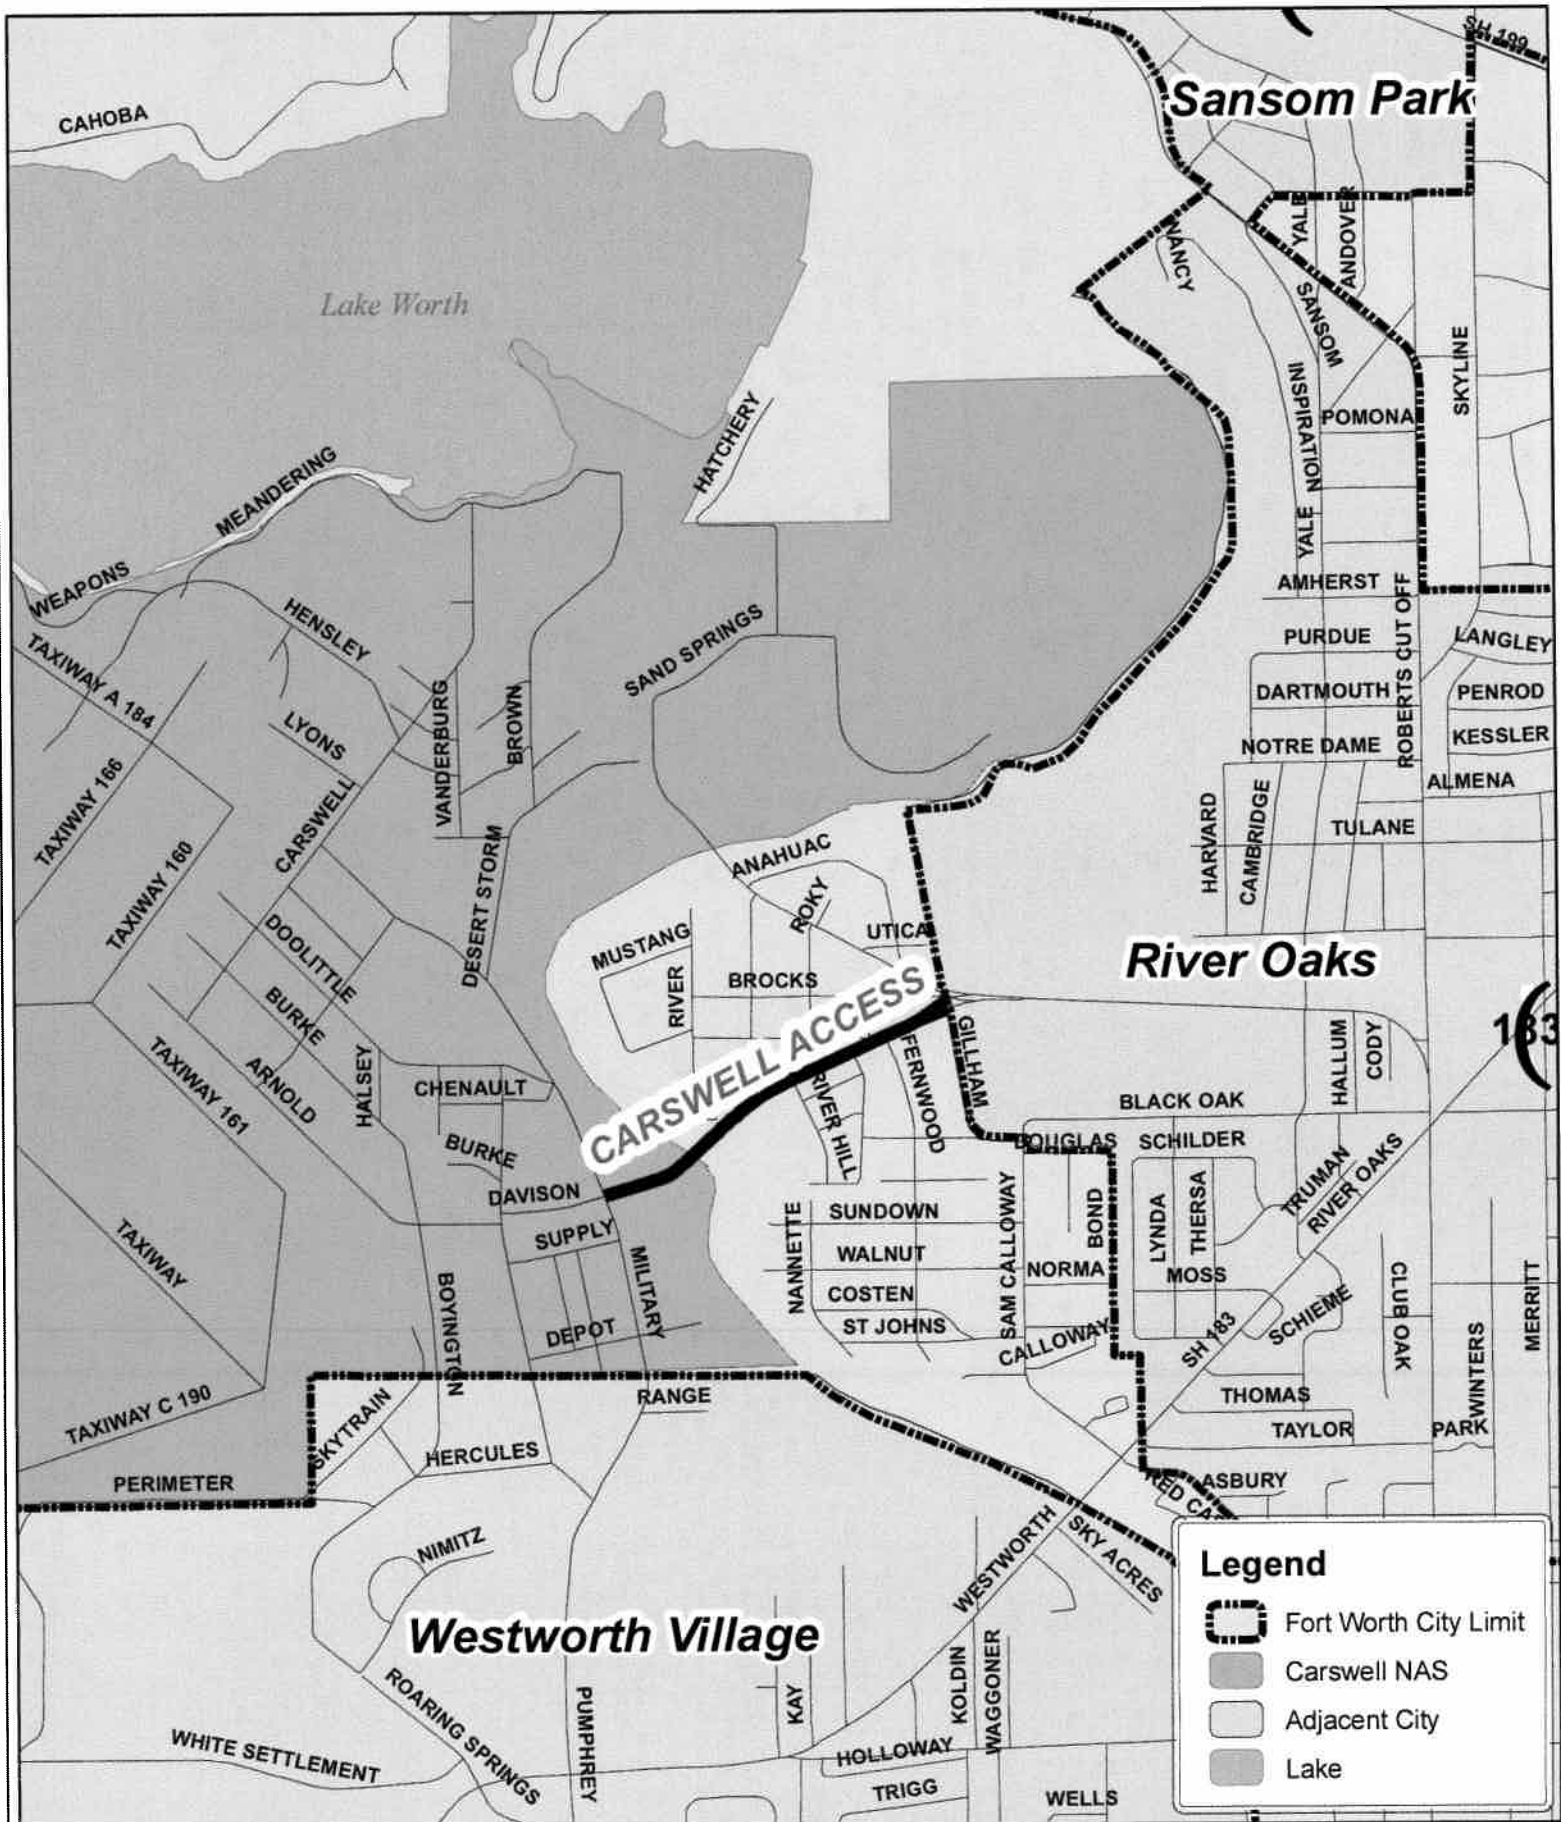 SH 199
Sansom Park
CAHOBA
YALE
ANDOVER
NANCY
Lake Worth
SANSOM
SKYLINE
HATCHERY
INSPIRATION
POMONA
MEANDERING
YALE
WEAPONS
AMHERST
ROBERTS CUT OFF
HENSLEY
PURDUE
LANGLEY
SAND SPRINGS
TAXIWAY A 184
DARTMOUTH
PENROD
VANDERBURG
BROWN
LYONS
NOTRE DAME
KESSLER
TAXIWAY 166
ALMENA
CARSWELL
HARVARD
CAMBRIDGE
TULANE
ANAHUAC
TAXIWAY 160
DESERT STORM
ROKY
DOOLITTLE
MUSTANG
UTICA
River Oaks
RIVER
BROCKS
BURKE
CARSWELL ACCESS
183
GILLHAM
HALLUM
CODY
TAXIWAY 161
ARNOLD
HALSEY
CHENAULT
RIVER HILL
FERNWOOD
BLACK OAK
DOUGLAS
SCHILDER
BURKE
TRUMAN
RIVER OAKS
DAVISON
NANNETTE
SUNDOWN
SAM CALLOWAY
BOND
LYNDA
THERSA
SUPPLY
TAXIWAY
WALNUT
NORMA
MOSS
MILITARY
COSTEN
CLUB OAK
MERRITT
BOYINGTON
DEPOT
ST JOHNS
CALLOWAY
SH 183
SCHIEME
WINTERS
RANGE
THOMAS
TAXIWAY C 190
SKYTRAIN
TAYLOR
PARK
HERCULES
PERIMETER
ASBURY
WESTWORTH
SKY ACRES
NIMITZ
Westworth Village
KOLDIN
WAGGONER
ROARING SPRINGS
PUMPHREY
KAY
WHITE SETTLEMENT
HOLLOWAY
TRIGG
WELLS
Legend
Fort Worth City Limit
Carswell NAS
Adjacent City
Lake